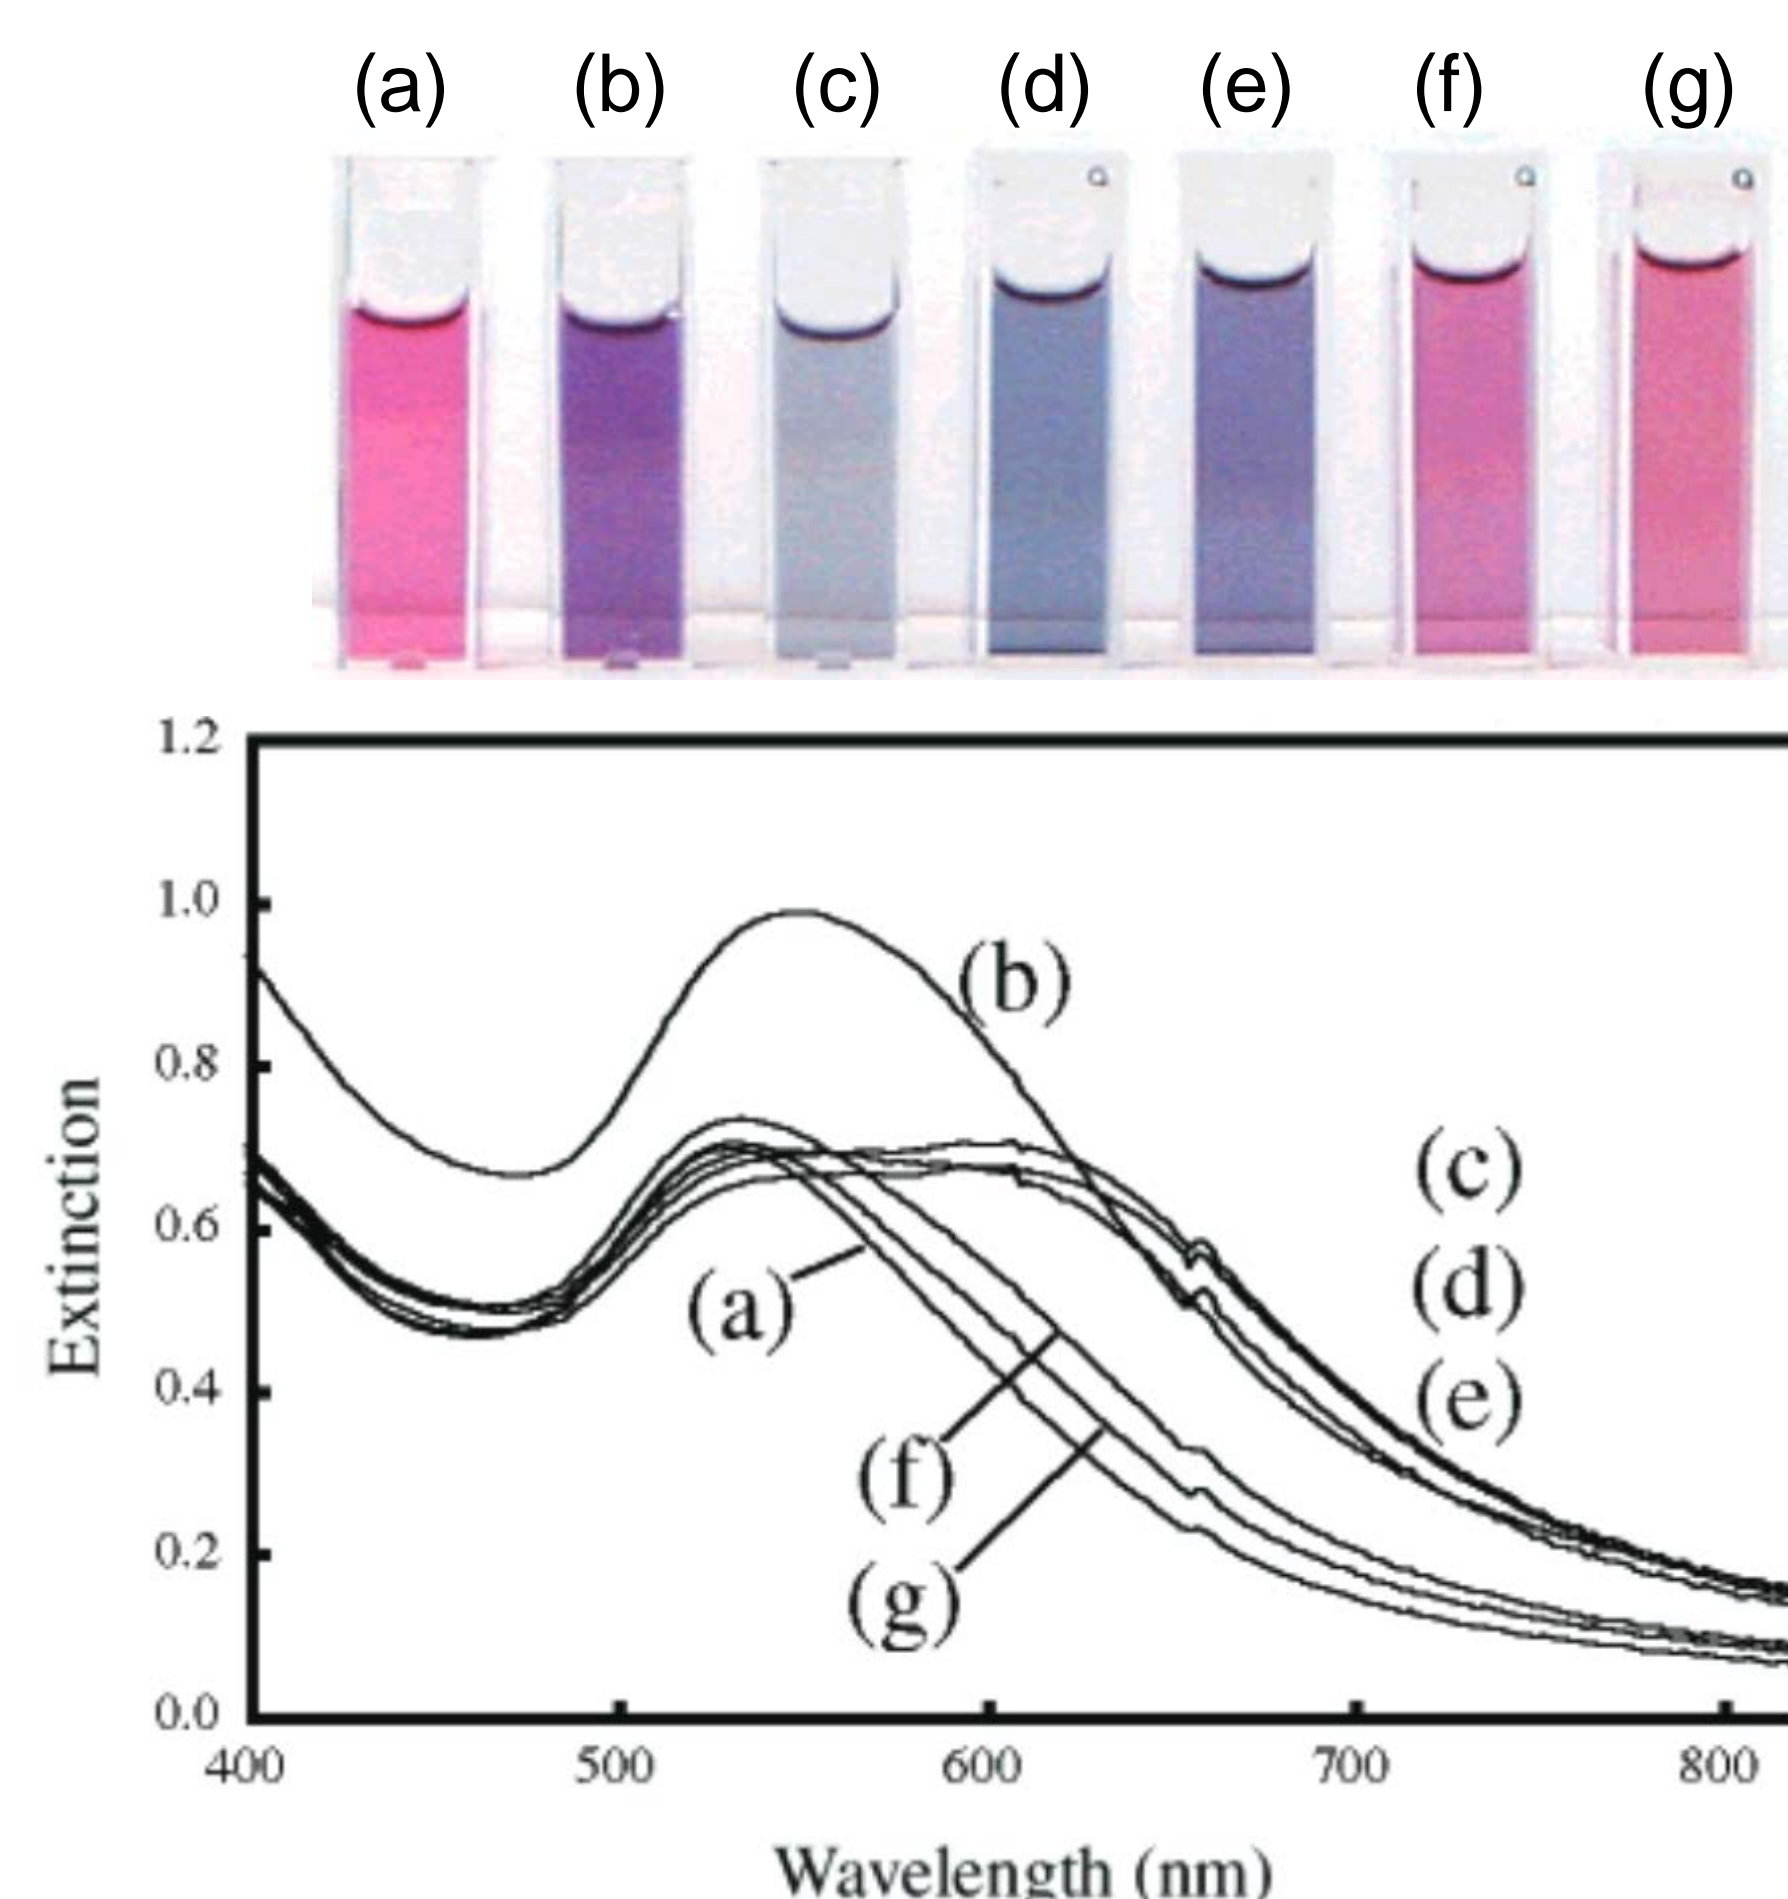 (a) (b) (c) (d) (e) (f) (g)
1.2
1.0
0.8
0.6
0.4
0.2
0.0
Extinction
(b)
(c)
(a)
(d)
(e)
(f)
(g)
400 500 600 700 800
Wavelength (nm)